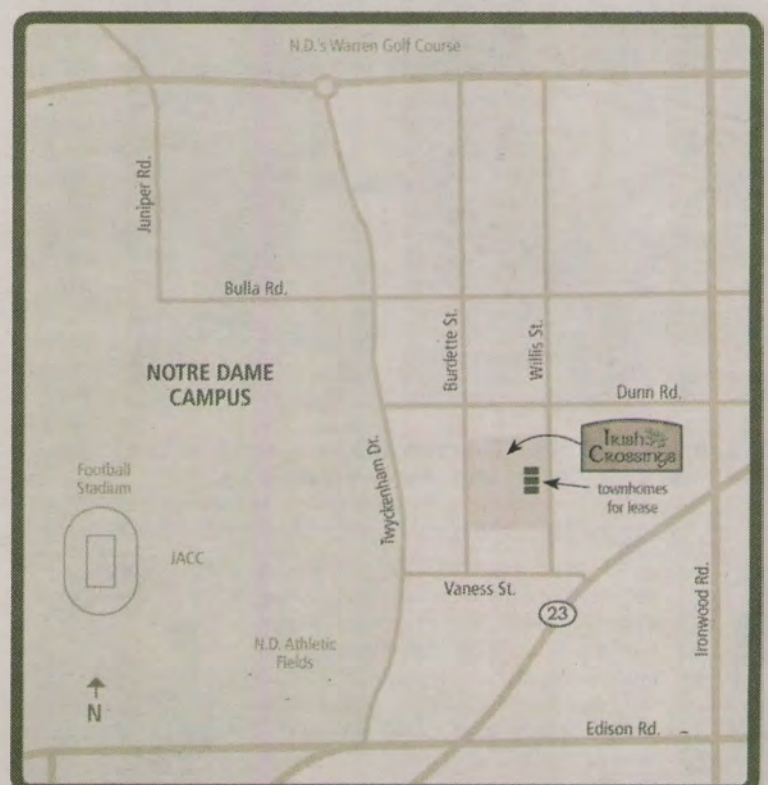 N.D.'s Warren Golf Course
Juniper Rd.
Bulla Rd.
Burdette St.
Willis St.
NOTRE DAME
CAMPUS
Dunn Rd.
Irish
Crossings
Football
Stadium
Twyckenham Dr.
townhomes
for lease
JACC
Vaness St.
23
Ironwood Rd.
N.D. Athletic
Fields
N
Edison Rd.